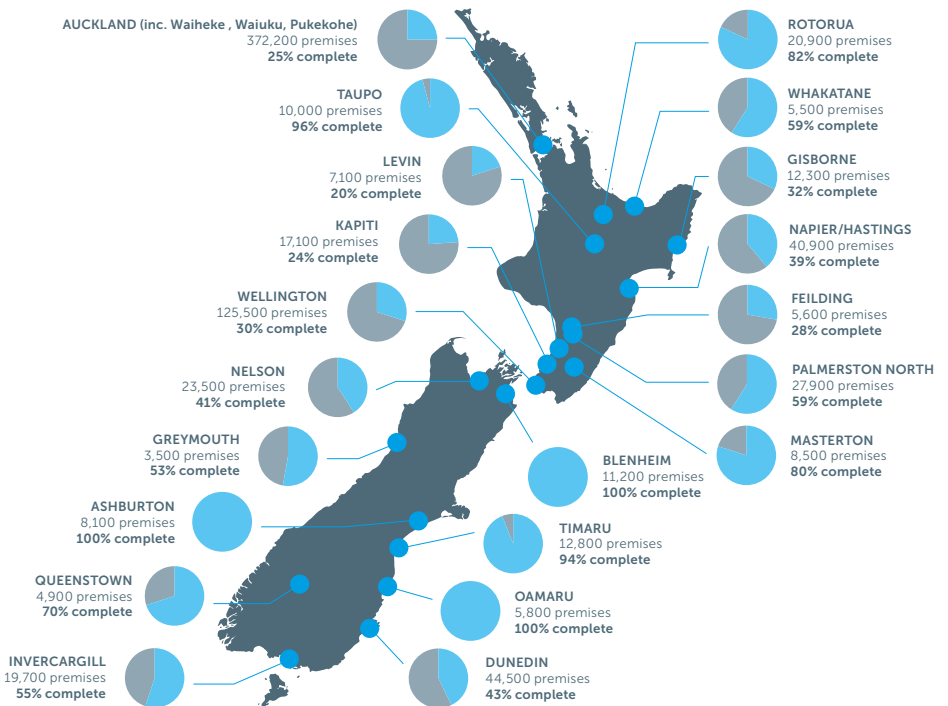 AUCKLAND (inc. Waiheke , Waiuku, Pukekohe)
372,200 premises
25% complete
TAUPO
10,000 premises
96% complete
LEVIN
7,100 premises
20% complete
KAPITI
17,100 premises
24% complete
WELLINGTON
125,500 premises
30% complete
NELSON
23,500 premises
41% complete
GREYMOUTH
3,500 premises
53% complete
ASHBURTON
8,100 premises
100% complete
QUEENSTOWN
4,900 premises
70% complete
INVERCARGILL
19,700 premises
55% complete
ROTORUA
20,900 premises
82% complete
WHAKATANE
5,500 premises
59% complete
GISBORNE
12,300 premises
32% complete
NAPIER/HASTINGS
40,900 premises
39% complete
FEILDING
5,600 premises
28% complete
PALMERSTON NORTH
27,900 premises
59% complete
MASTERTON
8,500 premises
80% complete
BLENHEIM
11,200 premises
100% complete
TIMARU
12,800 premises
94% complete
OAMARU
5,800 premises
100% complete
DUNEDIN
44,500 premises
43% complete